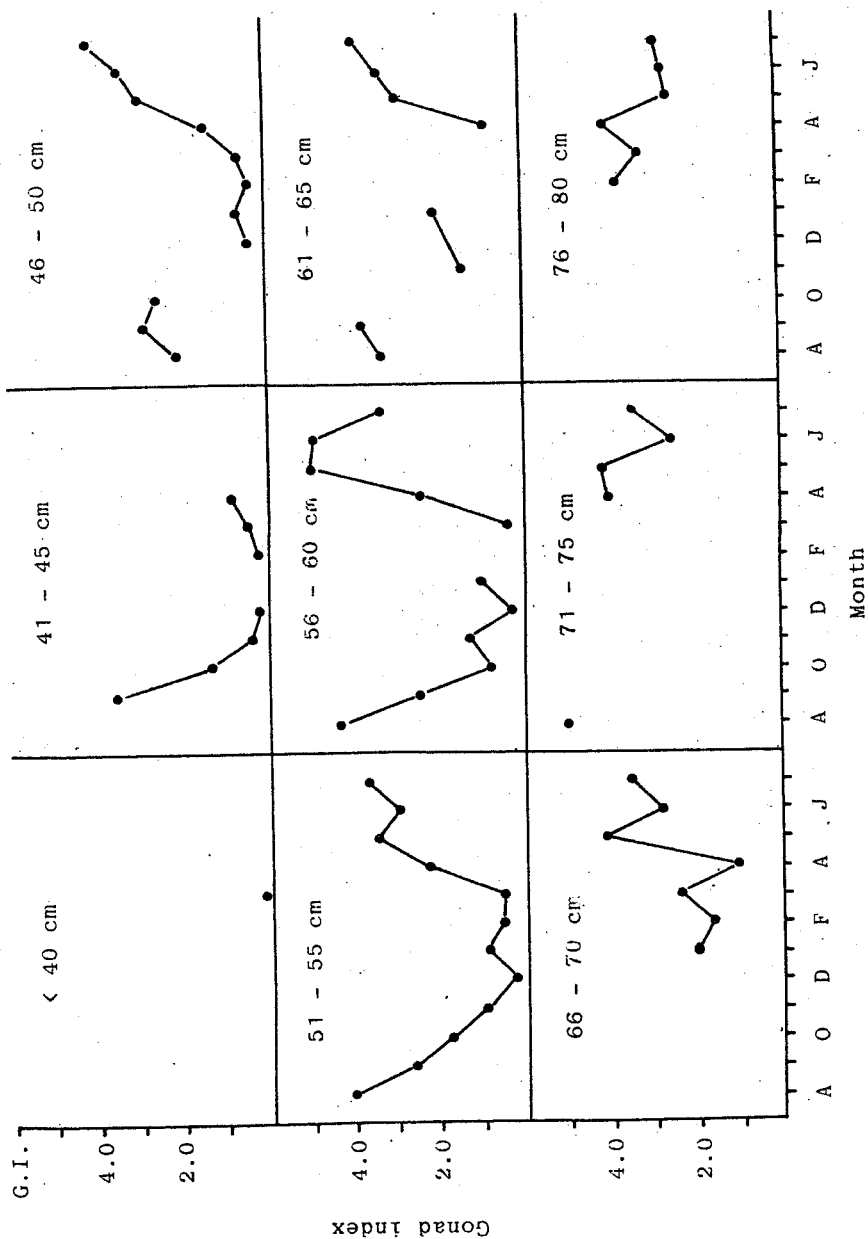 G.I.
4.0
2.0
< 40 cm
41 - 45 cm
46 - 50 cm
Gonad index
4.0
2.0
51 - 55 cm
56 - 60 cm
61 - 65 cm
4.0
2.0
66 - 70 cm
71 - 75 cm
76 - 80 cm
A O D F A J
A O D F A J
A O D F A J
Month